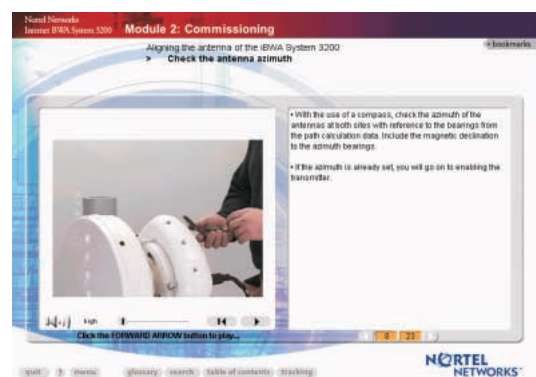 Nortel Networks
Internet BWA System 3200
Module 2: Commissioning
Aligning the antenna of the iBWA System 3200
> Check the antenna azimuth
bookmarks
• With the use of a compass, check the azimuth of the
antennas at both sites with reference to the bearings from
the path calculation data. Include the magnetic declination
to the azimuth bearings.
• If the azimuth is already set, you will go on to enabling the
transmitter.
high
Click the FORWARD ARROW button to play...
8 23
quit ? menu glossary search table of contents tracking
NORTEL
NETWORKS